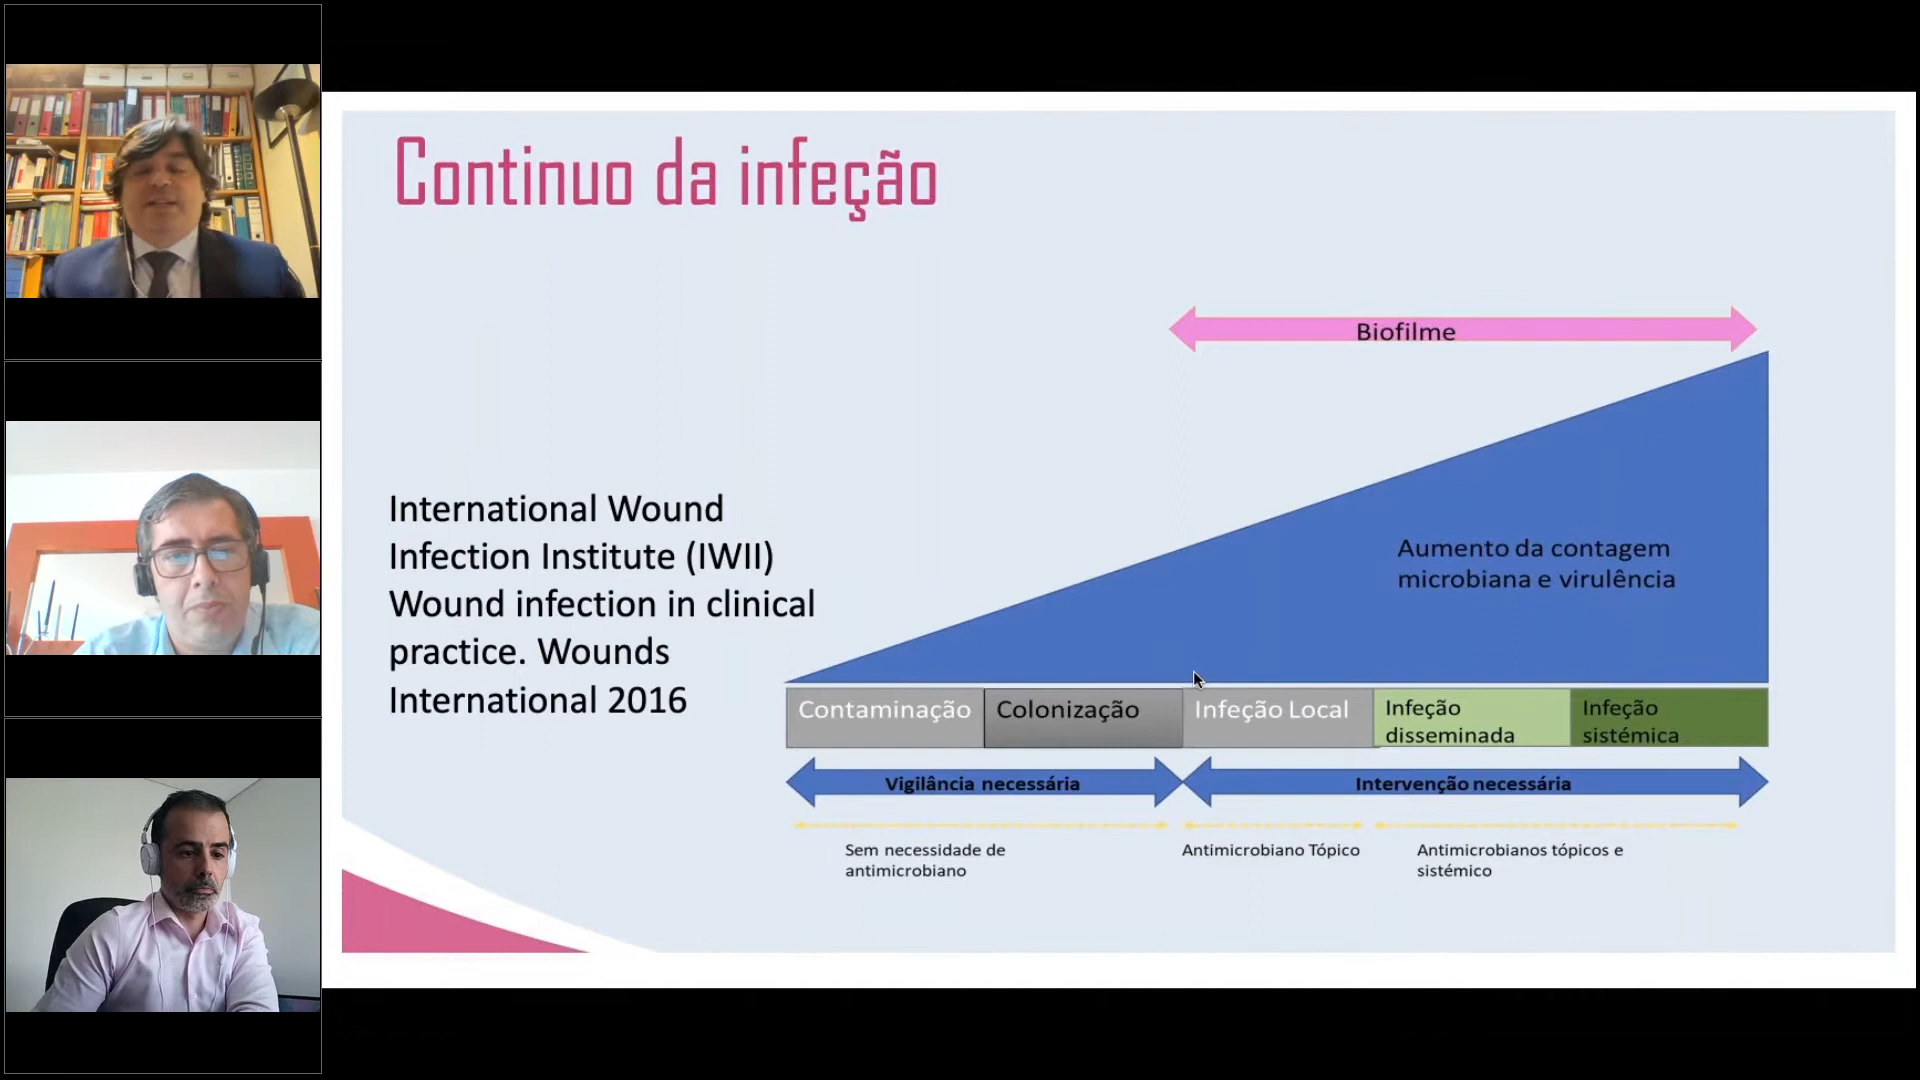 Continuo da infeção
International Wound
Infection Institute (IWII)
Wound infection in clinical
practice. Wounds
International 2016
Biofilme
Aumento da contagem
microbiana e virulência
Contaminação
Colonização
Infeção Local
Infeção
disseminada
Infeção
sistémica
Vigilância necessária
Intervenção necessária
Sem necessidade de
antimicrobiano
Antimicrobiano Tópico
Antimicrobianos tópicos e
sistémico